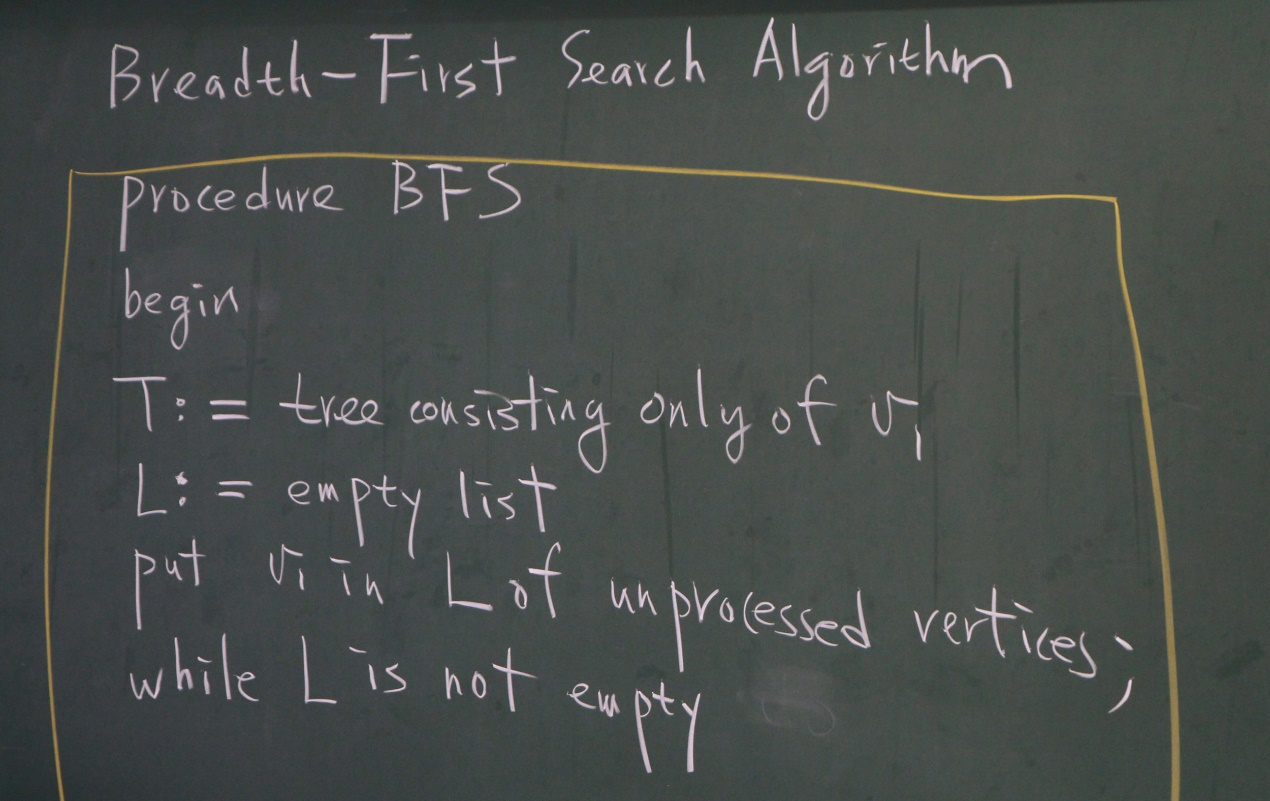 Breadth-First Search Algorithm
procedure BFS
begin
T:= tree consisting only of v₁
L:= empty list
put v₁ in L of unprocessed vertices;
while L is not empty